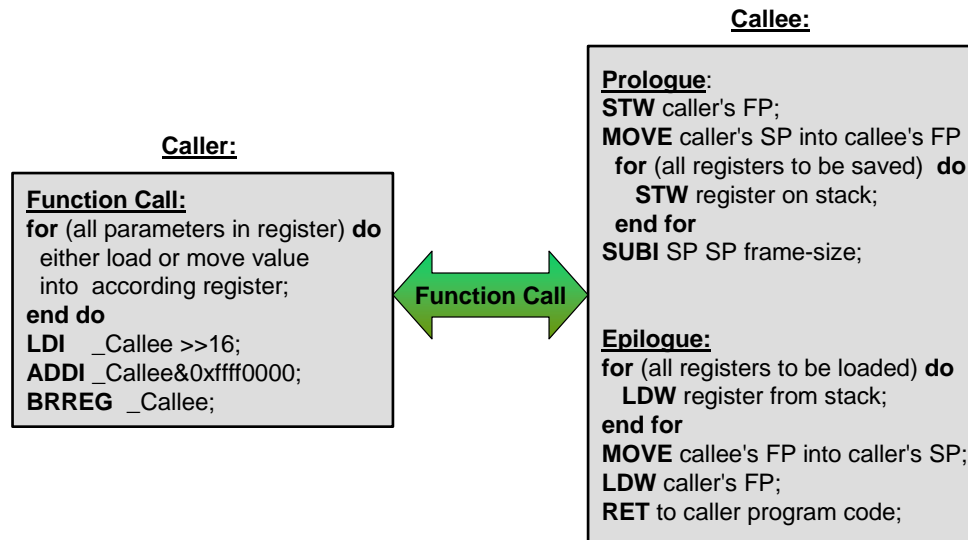 Caller:
Function Call:
for (all parameters in register) do
either load or move value
into according register;
end do
LDI _Callee >>16;
ADDI _Callee&0xffff0000;
BRREG _Callee;
Function Call
Callee:
Prologue:
STW caller's FP;
MOVE caller's SP into callee's FP
for (all registers to be saved) do
STW register on stack;
end for
SUBI SP SP frame-size;
Epilogue:
for (all registers to be loaded) do
LDW register from stack;
end for
MOVE callee's FP into caller's SP;
LDW caller's FP;
RET to caller program code;